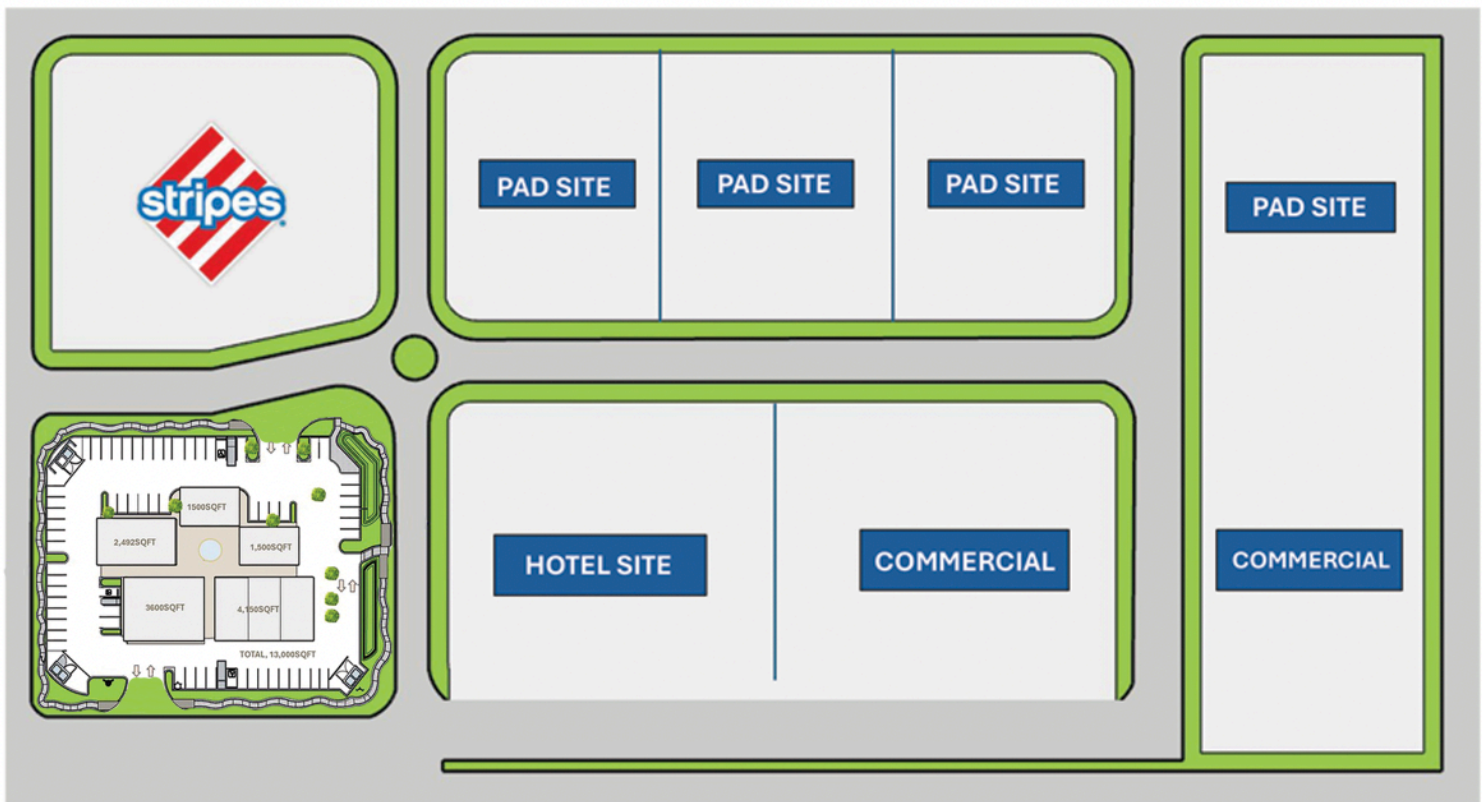 stripes
PAD SITE
PAD SITE
PAD SITE
PAD SITE
1500SQFT
2,492SQFT
1,500SQFT
3600SQFT
4,150SQFT
TOTAL, 13,000SQFT
HOTEL SITE
COMMERCIAL
COMMERCIAL